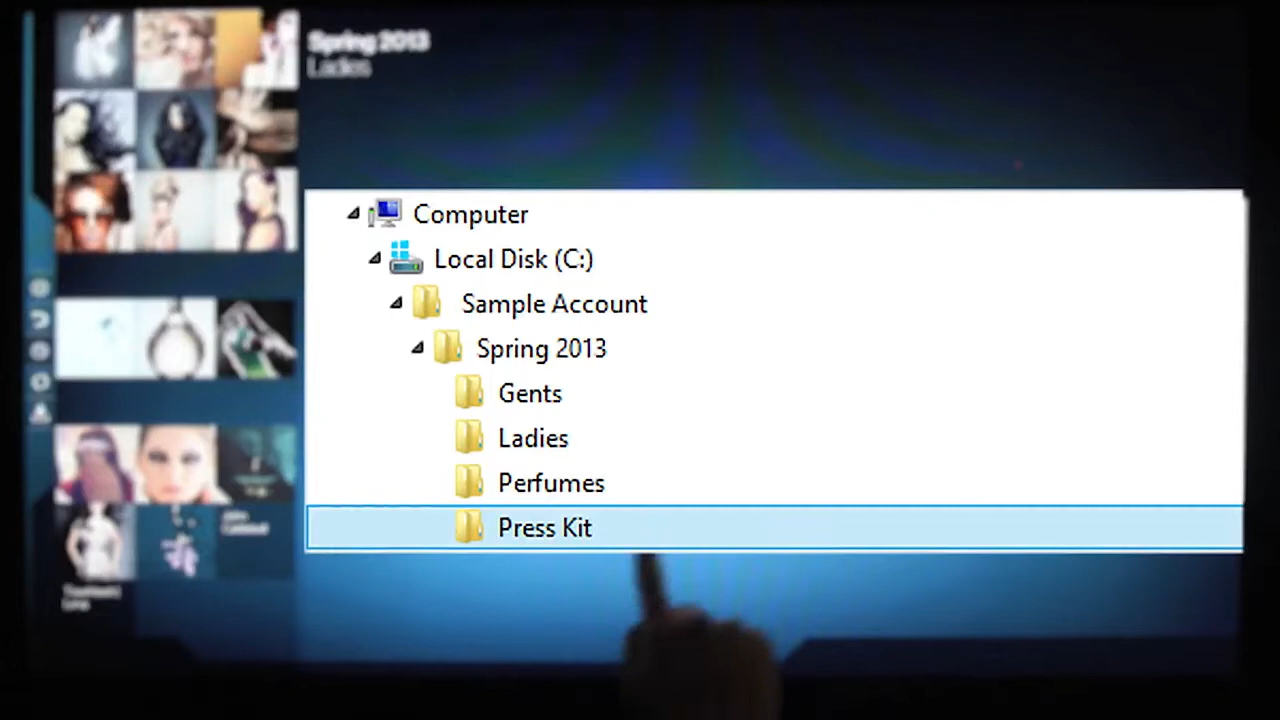 Spring 2013
Ladies
Computer
Local Disk (C:)
Sample Account
Spring 2013
Gents
Ladies
Perfumes
Press Kit